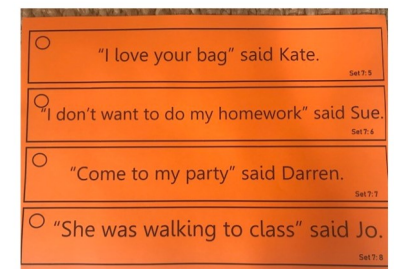 “I love your bag” said Kate.
Set 7: 5
“I don’t want to do my homework” said Sue.
Set 7: 6
“Come to my party” said Darren.
Set 7: 7
“She was walking to class” said Jo.
Set 7: 8